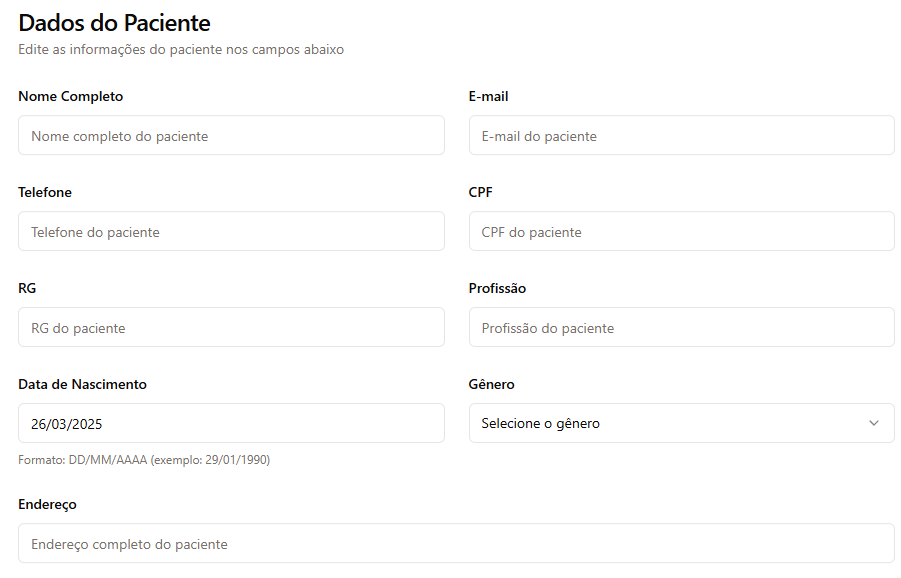 Dados do Paciente
Edite as informações do paciente nos campos abaixo
Nome Completo
Nome completo do paciente
E-mail
E-mail do paciente
Telefone
Telefone do paciente
CPF
CPF do paciente
RG
RG do paciente
Profissão
Profissão do paciente
Data de Nascimento
26/03/2025
Formato: DD/MM/AAAA (exemplo: 29/01/1990)
Gênero
Selecione o gênero
Endereço
Endereço completo do paciente